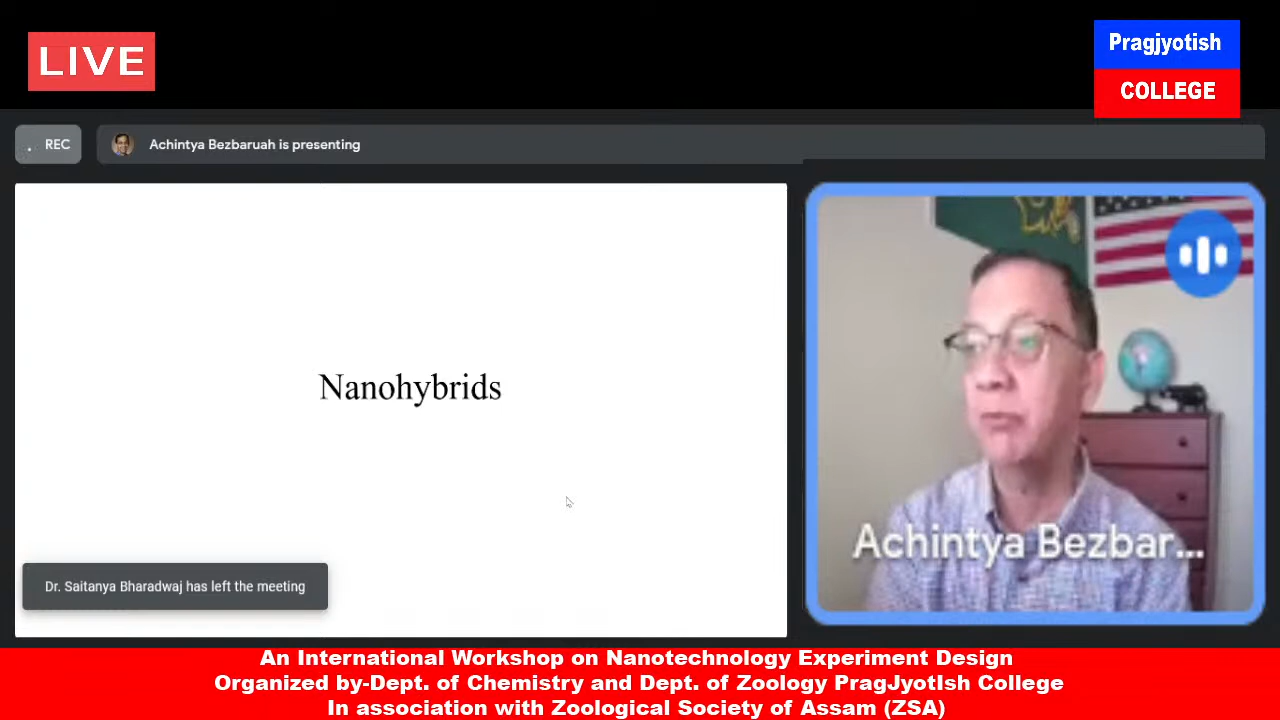 LIVE
Pragjyotish
COLLEGE
REC
Achintya Bezbaruah is presenting
Nanohybrids
Achintya Bezbar...
Dr. Saitanya Bharadwaj has left the meeting
An International Workshop on Nanotechnology Experiment Design
Organized by-Dept. of Chemistry and Dept. of Zoology PragJyotIsh College
In association with Zoological Society of Assam (ZSA)